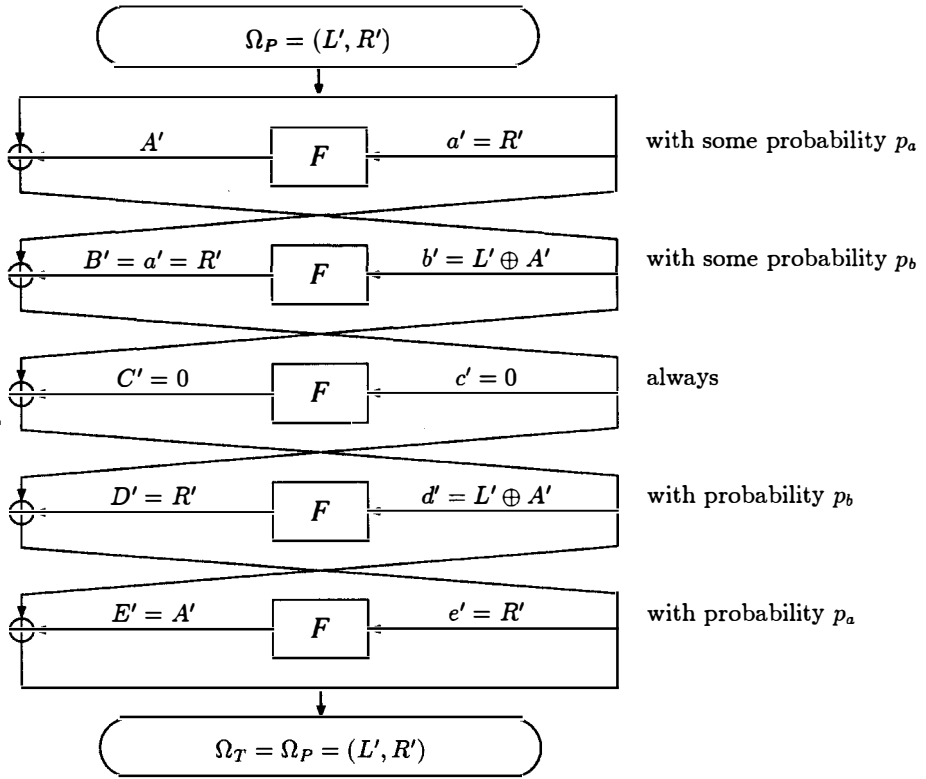 Ω_P = (L′, R′)
A′ F a′ = R′ with some probability p_a
B′ = a′ = R′ F b′ = L′ ⊕ A′ with some probability p_b
C′ = 0 F c′ = 0 always
D′ = R′ F d′ = L′ ⊕ A′ with probability p_b
E′ = A′ F e′ = R′ with probability p_a
Ω_T = Ω_P = (L′, R′)